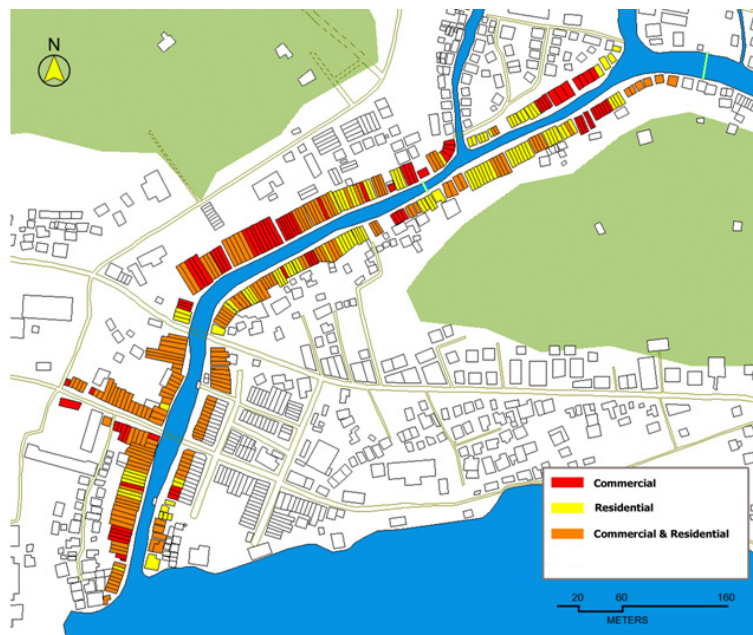 N
Commercial
Residential
Commercial & Residential
20 60 160
METERS